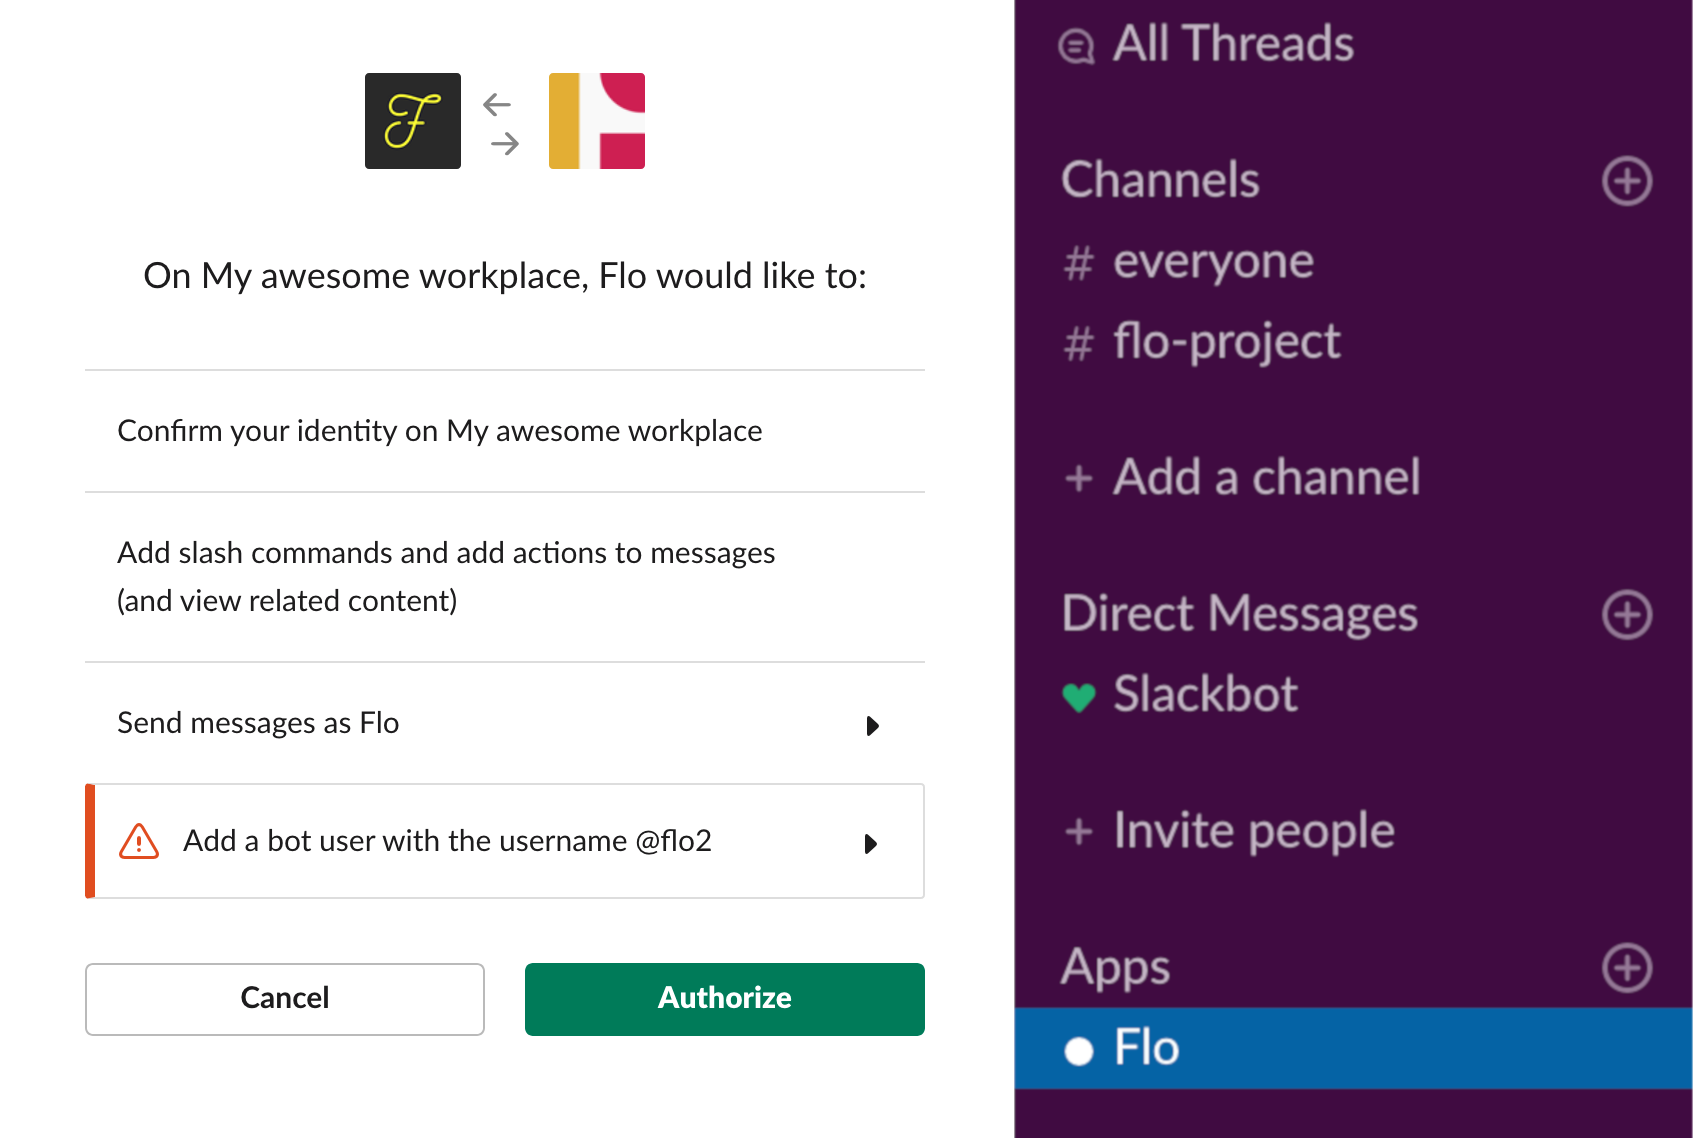 F
On My awesome workplace, Flo would like to:
Confirm your identity on My awesome workplace
Add slash commands and add actions to messages
(and view related content)
Send messages as Flo
Add a bot user with the username @flo2
Cancel
Authorize
All Threads
Channels
# everyone
# flo-project
+ Add a channel
Direct Messages
Slackbot
+ Invite people
Apps
Flo